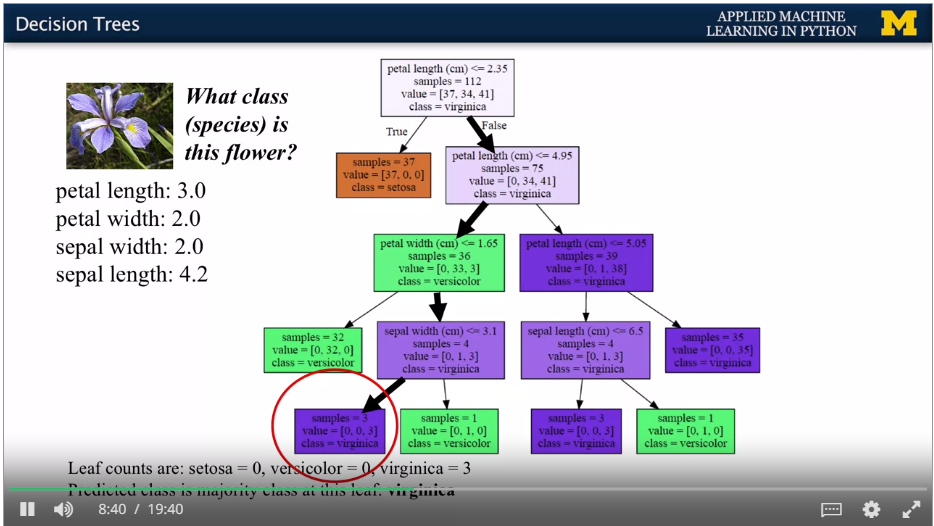 Decision Trees
APPLIED MACHINE
LEARNING IN PYTHON
M
What class
(species) is
this flower?
petal length: 3.0
petal width: 2.0
sepal width: 2.0
sepal length: 4.2
petal length (cm) <= 2.35
samples = 112
value = [37, 34, 41]
class = virginica
True
False
samples = 37
value = [37, 0, 0]
class = setosa
petal length (cm) <= 4.95
samples = 75
value = [0, 34, 41]
class = virginica
petal width (cm) <= 1.65
samples = 36
value = [0, 33, 3]
class = versicolor
petal length (cm) <= 5.05
samples = 39
value = [0, 1, 38]
class = virginica
samples = 32
value = [0, 32, 0]
class = versicolor
sepal width (cm) <= 3.1
samples = 4
value = [0, 1, 3]
class = virginica
sepal length (cm) <= 6.5
samples = 4
value = [0, 1, 3]
class = virginica
samples = 35
value = [0, 0, 35]
class = virginica
samples = 3
value = [0, 0, 3]
class = virginica
samples = 1
value = [0, 1, 0]
class = versicolor
samples = 3
value = [0, 0, 3]
class = virginica
samples = 1
value = [0, 1, 0]
class = versicolor
Leaf counts are: setosa = 0, versicolor = 0, virginica = 3
Predicted class is majority class at this leaf: virginica
8:40 / 19:40